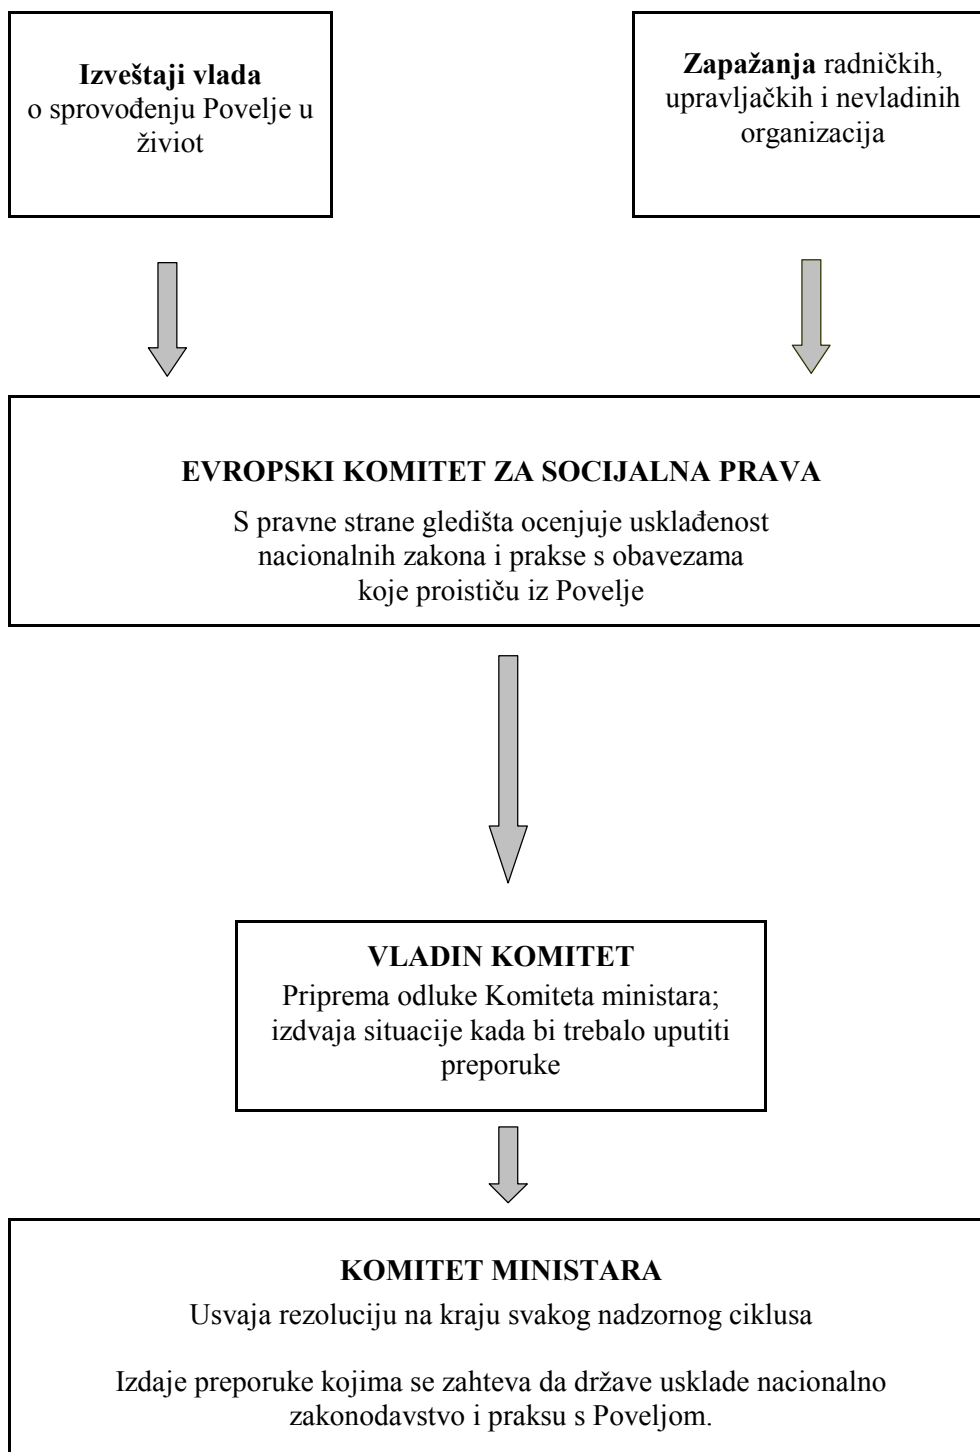 Izveštaji vlada
o sprovođenju Povelje u
živiot
Zapažanja radničkih,
upravljačkih i nevladinih
organizacija
EVROPSKI KOMITET ZA SOCIJALNA PRAVA
S pravne strane gledišta ocenjuje usklađenost
nacionalnih zakona i prakse s obavezama
koje proističu iz Povelje
VLADIN KOMITET
Priprema odluke Komiteta ministara;
izdvaja situacije kada bi trebalo uputiti
preporuke
KOMITET MINISTARA
Usvaja rezoluciju na kraju svakog nadzornog ciklusa
Izdaje preporuke kojima se zahteva da države usklade nacionalno
zakonodavstvo i praksu s Poveljom.